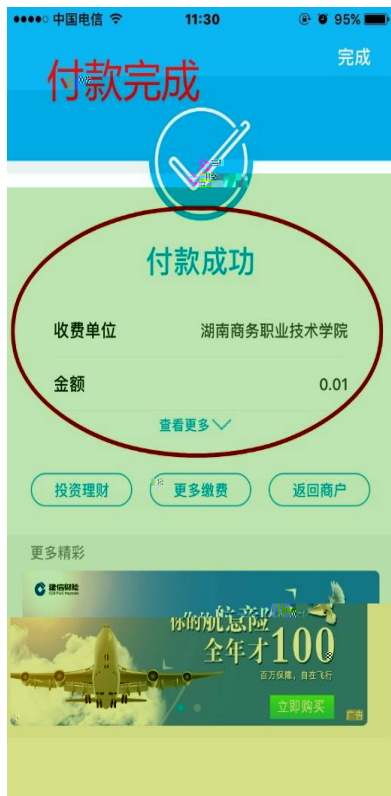 中国电信 11:30 95%
完成
付款完成
付款成功
收费单位 湖南商务职业技术学院
金额 0.01
查看更多
投资理财 更多缴费 返回商户
更多精彩
建信财险
你的航意险
全年才100
百万保障，自在飞行
立即购买
广告